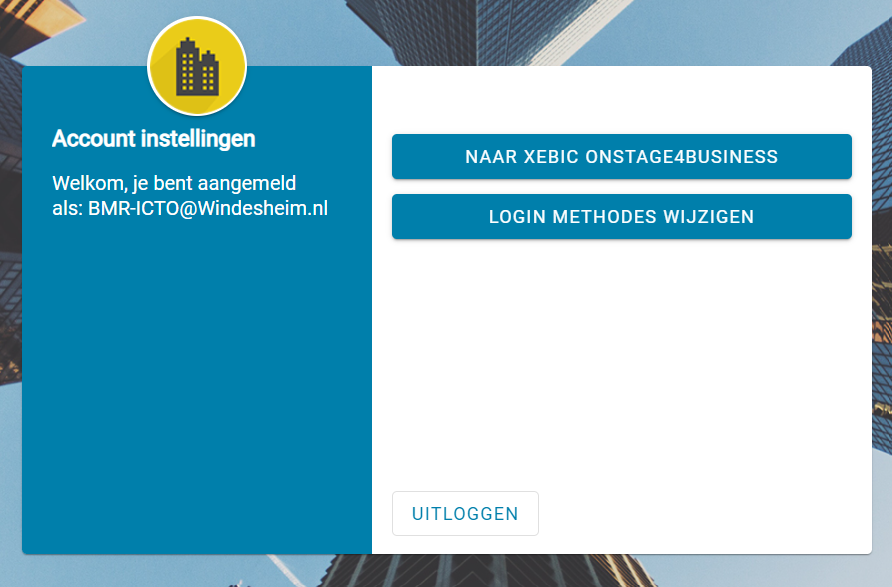 Account instellingen
Welkom, je bent aangemeld
als: BMR-ICTO@Windesheim.nl
NAAR XEBIC ONSTAGE4BUSINESS
LOGIN METHODES WIJZIGEN
UITLOGGEN